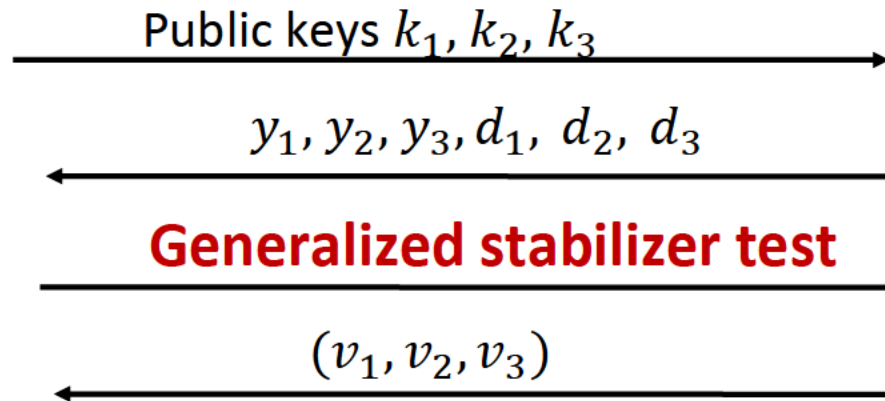 Public keys k₁, k₂, k₃
y₁, y₂, y₃, d₁, d₂, d₃
Generalized stabilizer test
(v₁, v₂, v₃)